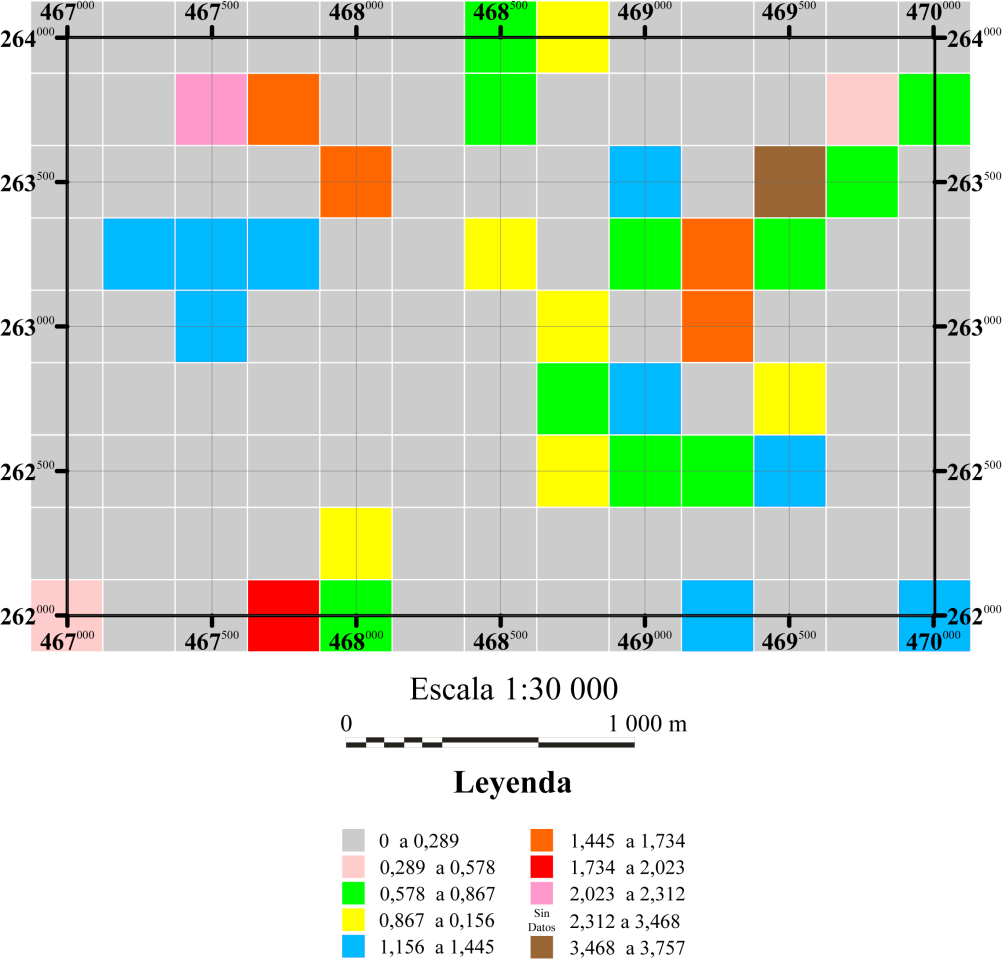 467000 467500 468000 468500 469000 469500 470000
264000 264000
263500 263500
263000 263000
262500 262500
262000 262000
467000 467500 468000 468500 469000 469500 470000
Escala 1:30 000
0 1 000 m
Leyenda
0 a 0,289
0,289 a 0,578
0,578 a 0,867
0,867 a 0,156
1,156 a 1,445
1,445 a 1,734
1,734 a 2,023
2,023 a 2,312
Sin
Datos
2,312 a 3,468
3,468 a 3,757